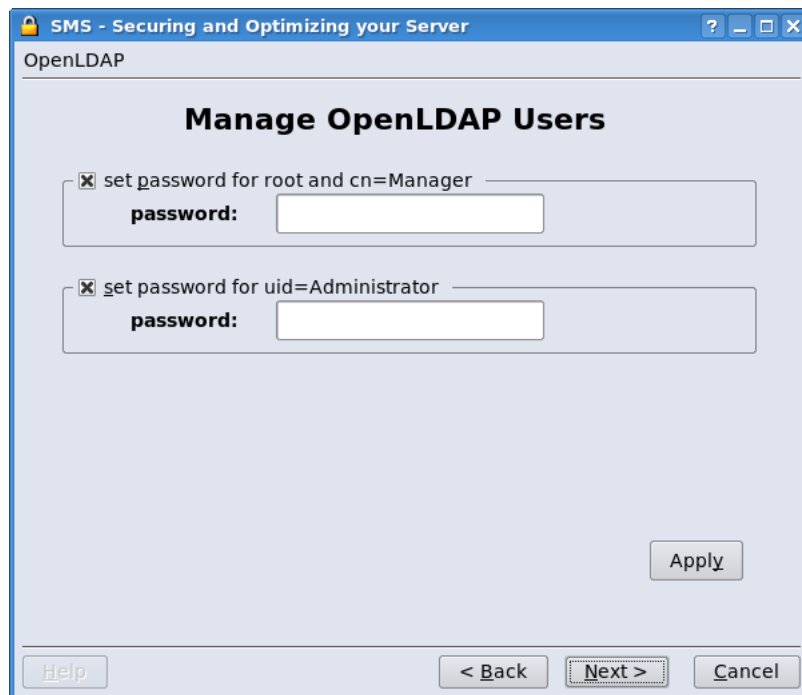 SMS - Securing and Optimizing your Server
OpenLDAP
Manage OpenLDAP Users
set password for root and cn=Manager
password:
set password for uid=Administrator
password:
Apply
Help
< Back
Next >
Cancel